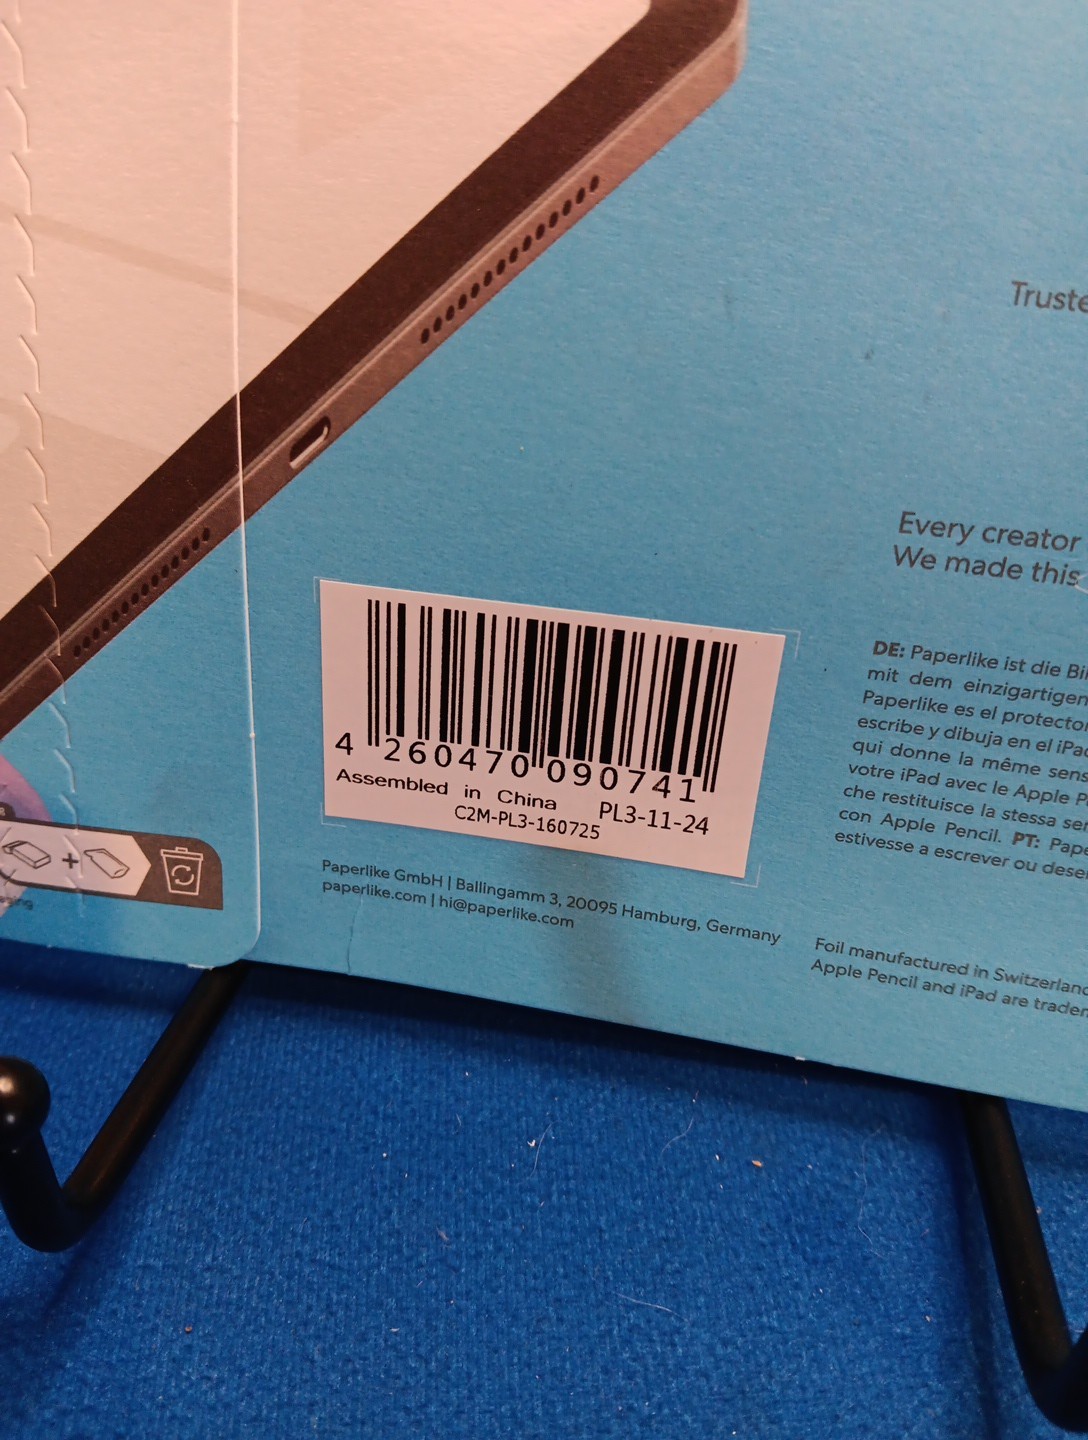 Truste
Every creator
We made this
4 260470 090741
Assembled in China PL3-11-24
C2M-PL3-160725
Paperlike GmbH | Ballingamm 3, 20095 Hamburg, Germany
paperlike.com | hi@paperlike.com
DE: Paperlike ist die Bi
mit dem einzigartigen
Paperlike es el protector
escribe y dibuja en el iPa
qui donne la même sens
votre iPad avec le Apple P
che restituisce la stessa se
con Apple Pencil. PT: Pape
estivesse a escrever ou dese
Foil manufactured in Switzerland
Apple Pencil and iPad are tradem